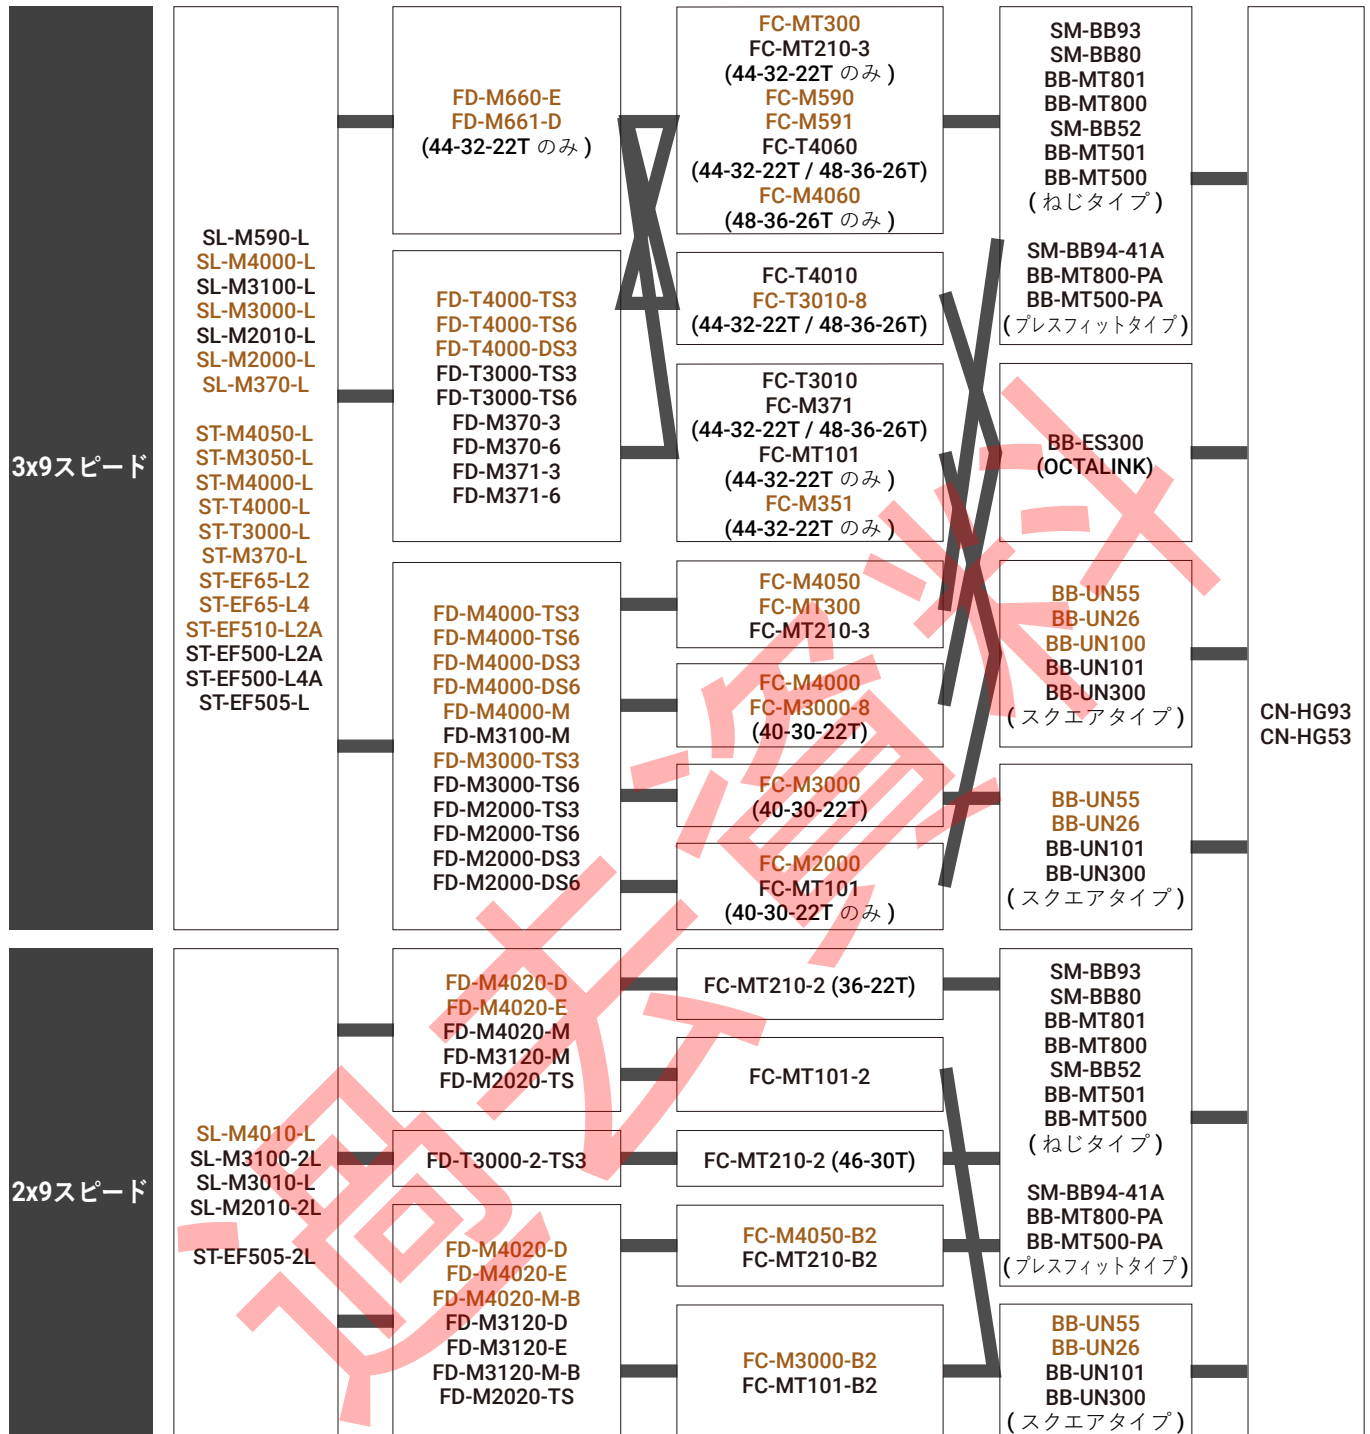 3x9スピード
SL-M590-L
SL-M4000-L
SL-M3100-L
SL-M3000-L
SL-M2010-L
SL-M2000-L
SL-M370-L
ST-M4050-L
ST-M3050-L
ST-M4000-L
ST-T4000-L
ST-T3000-L
ST-M370-L
ST-EF65-L2
ST-EF65-L4
ST-EF510-L2A
ST-EF500-L2A
ST-EF500-L4A
ST-EF505-L
FD-M660-E
FD-M661-D
(44-32-22T のみ )
FD-T4000-TS3
FD-T4000-TS6
FD-T4000-DS3
FD-T3000-TS3
FD-T3000-TS6
FD-M370-3
FD-M370-6
FD-M371-3
FD-M371-6
FD-M4000-TS3
FD-M4000-TS6
FD-M4000-DS3
FD-M4000-DS6
FD-M4000-M
FD-M3100-M
FD-M3000-TS3
FD-M3000-TS6
FD-M2000-TS3
FD-M2000-TS6
FD-M2000-DS3
FD-M2000-DS6
FC-MT300
FC-MT210-3
(44-32-22T のみ )
FC-M590
FC-M591
FC-T4060
(44-32-22T / 48-36-26T)
FC-M4060
(48-36-26T のみ )
FC-T4010
FC-T3010-8
(44-32-22T / 48-36-26T)
FC-T3010
FC-M371
(44-32-22T / 48-36-26T)
FC-MT101
(44-32-22T のみ )
FC-M351
(44-32-22T のみ )
FC-M4050
FC-MT300
FC-MT210-3
FC-M4000
FC-M3000-8
(40-30-22T)
FC-M3000
(40-30-22T)
FC-M2000
FC-MT101
(40-30-22T のみ )
SM-BB93
SM-BB80
BB-MT801
BB-MT800
SM-BB52
BB-MT501
BB-MT500
( ねじタイプ )
SM-BB94-41A
BB-MT800-PA
BB-MT500-PA
( プレスフィットタイプ )
BB-ES300
(OCTALINK)
BB-UN55
BB-UN26
BB-UN100
BB-UN101
BB-UN300
( スクエアタイプ )
BB-UN55
BB-UN26
BB-UN101
BB-UN300
( スクエアタイプ )
CN-HG93
CN-HG53
2x9スピード
SL-M4010-L
SL-M3100-2L
SL-M3010-L
SL-M2010-2L
ST-EF505-2L
FD-M4020-D
FD-M4020-E
FD-M4020-M
FD-M3120-M
FD-M2020-TS
FD-T3000-2-TS3
FD-M4020-D
FD-M4020-E
FD-M4020-M-B
FD-M3120-D
FD-M3120-E
FD-M3120-M-B
FD-M2020-TS
FC-MT210-2 (36-22T)
FC-MT101-2
FC-MT210-2 (46-30T)
FC-M4050-B2
FC-MT210-B2
FC-M3000-B2
FC-MT101-B2
SM-BB93
SM-BB80
BB-MT801
BB-MT800
SM-BB52
BB-MT501
BB-MT500
( ねじタイプ )
SM-BB94-41A
BB-MT800-PA
BB-MT500-PA
( プレスフィットタイプ )
BB-UN55
BB-UN26
BB-UN101
BB-UN300
( スクエアタイプ )
過去資料